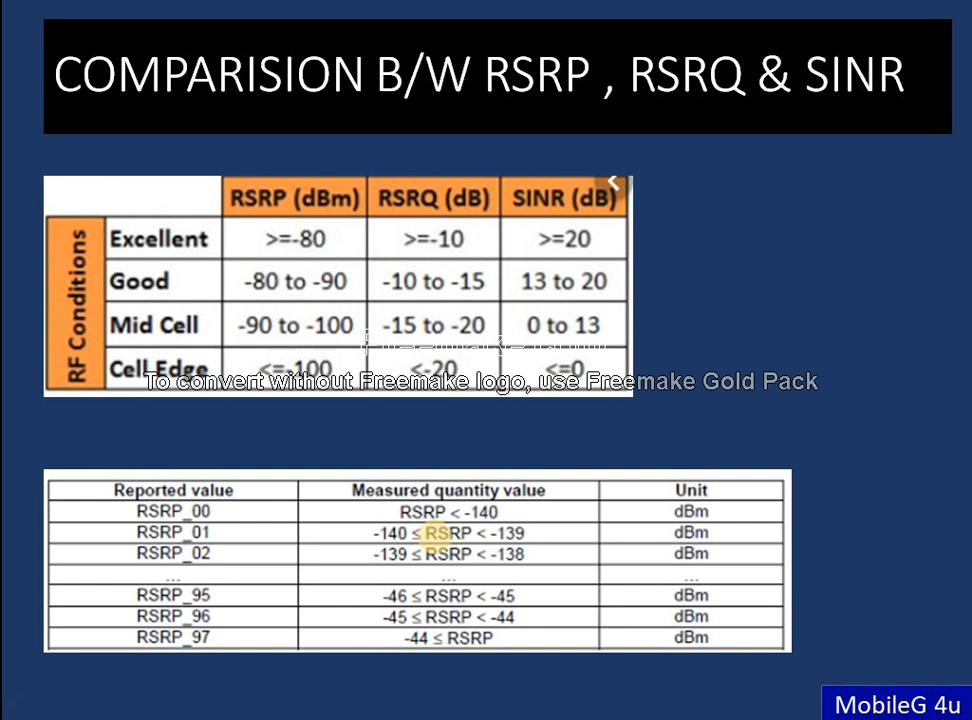 COMPARISION B/W RSRP , RSRQ & SINR
RSRP (dBm) RSRQ (dB) SINR (dB)
RF Conditions
Excellent >=-80 >=-10 >=20
Good -80 to -90 -10 to -15 13 to 20
Mid Cell -90 to -100 -15 to -20 0 to 13
Cell Edge <=-100 <-20 <=0
To convert without Freemake logo, use Freemake Gold Pack
Reported value Measured quantity value Unit
RSRP_00 RSRP < -140 dBm
RSRP_01 -140 ≤ RSRP < -139 dBm
RSRP_02 -139 ≤ RSRP < -138 dBm
... ... ...
RSRP_95 -46 ≤ RSRP < -45 dBm
RSRP_96 -45 ≤ RSRP < -44 dBm
RSRP_97 -44 ≤ RSRP dBm
MobileG 4u